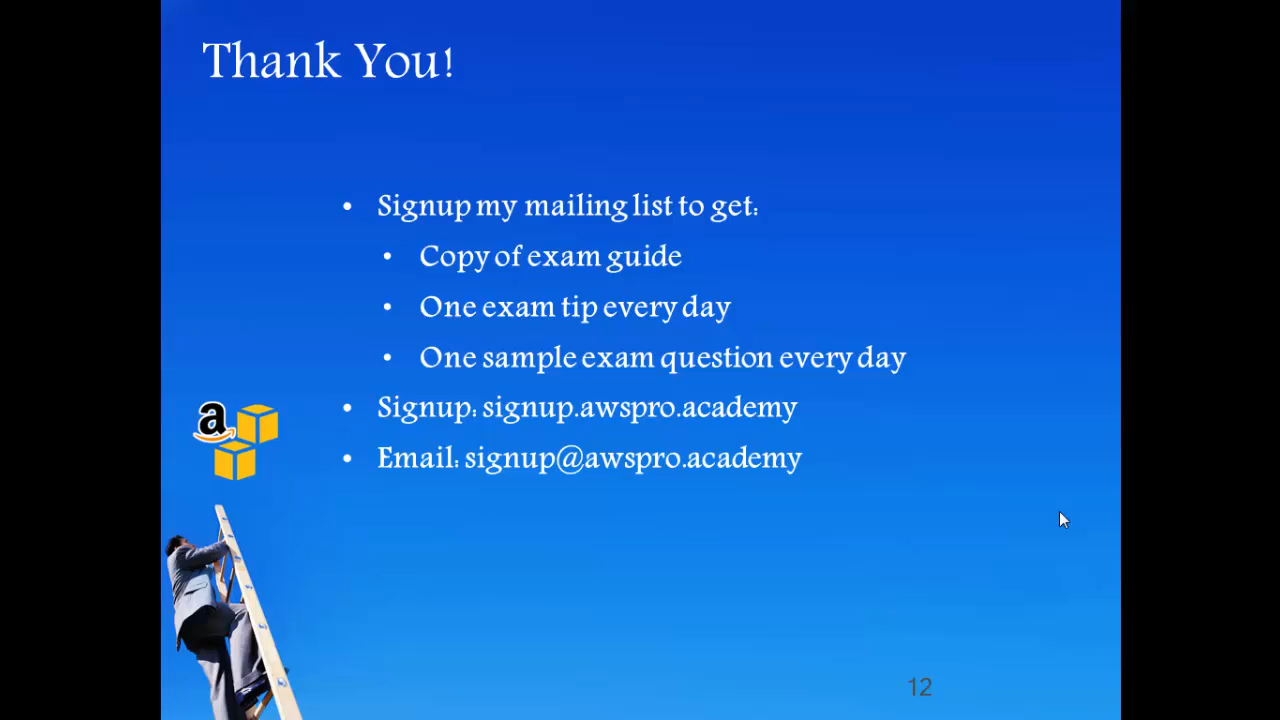 Thank You!
• Signup my mailing list to get:
• Copy of exam guide
• One exam tip every day
• One sample exam question every day
• Signup: signup.awspro.academy
• Email: signup@awspro.academy
a
12